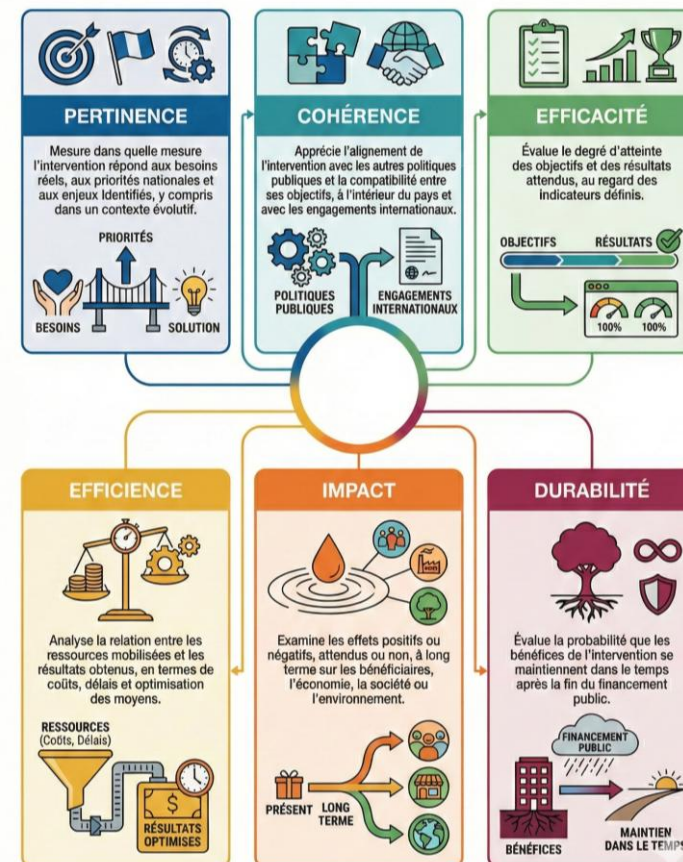 PERTINENCE
Mesure dans quelle mesure
l'intervention répond aux besoins
réels, aux priorités nationales et
aux enjeux Identifiés, y compris
dans un contexte évolutif.
PRIORITÉS
BESOINS
SOLUTION
COHÉRENCE
Apprécie l'alignement de
l'intervention avec les autres politiques
publiques et la compatibilité entre
ses objectifs, à l'intérieur du pays et
avec les engagements internationaux.
POLITIQUES
PUBLIQUES
ENGAGEMENTS
INTERNATIONAUX
EFFICACITÉ
Évalue le degré d'atteinte
des objectifs et des résultats
attendus, au regard des
indicateurs définis.
OBJECTIFS
RÉSULTATS
100%
100%
EFFICIENCE
Analyse la relation entre les
ressources mobilisées et les
résultats obtenus, en termes de
coûts, délais et optimisation
des moyens.
RESSOURCES
(Coûts, Délais)
$
RÉSULTATS
OPTIMISES
IMPACT
Examine les effets positifs ou
négatifs, attendus ou non, à long
terme sur les bénéficiaires,
l'économie, la société ou
l'environnement.
PRÉSENT
LONG
TERME
DURABILITÉ
Évalue la probabilité que les
bénéfices de l'intervention se
maintiennent dans le temps
après la fin du financement
public.
FINANCEMENT
PUBLIC
BÉNÉFICES
MAINTIEN
DANS LE TEMPS